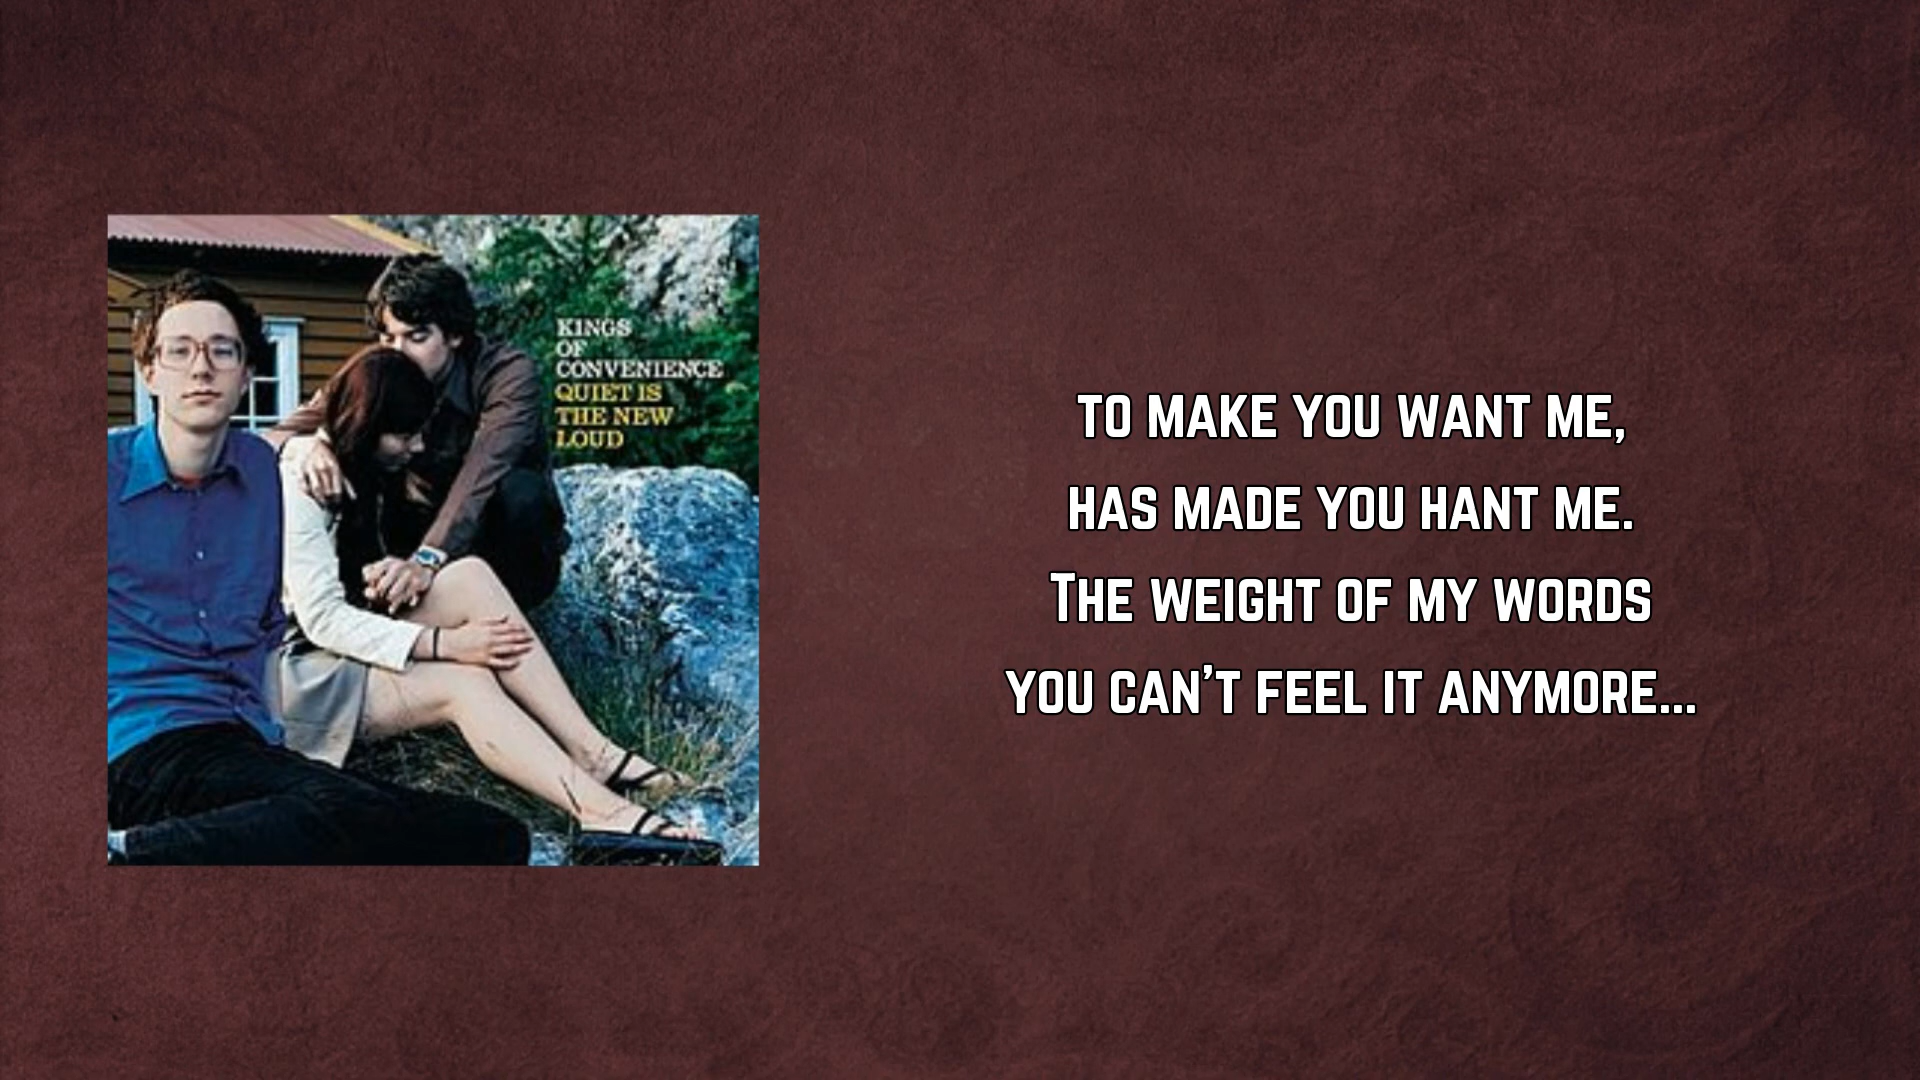 KINGS
OF
CONVENIENCE
QUIET IS
THE NEW
LOUD
TO MAKE YOU WANT ME,
HAS MADE YOU HANT ME.
THE WEIGHT OF MY WORDS
YOU CAN'T FEEL IT ANYMORE...